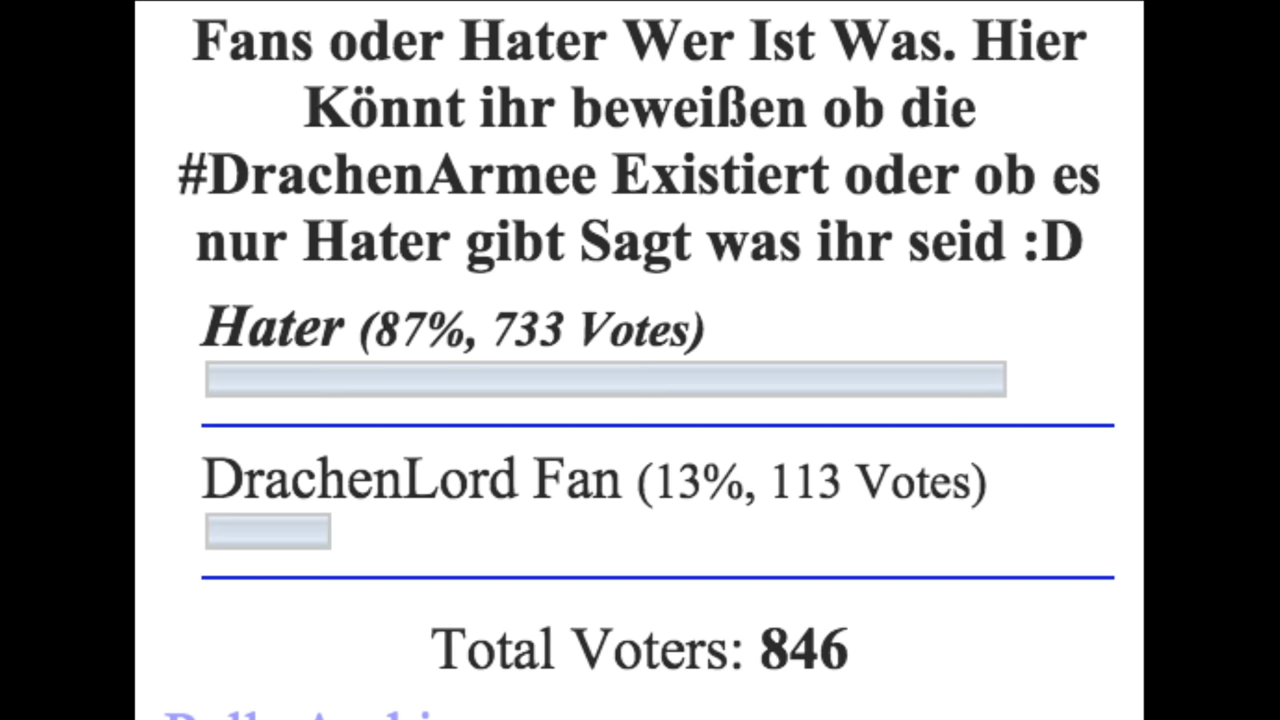 Fans oder Hater Wer Ist Was. Hier
Könnt ihr beweißen ob die
#DrachenArmee Existiert oder ob es
nur Hater gibt Sagt was ihr seid :D
Hater (87%, 733 Votes)
DrachenLord Fan (13%, 113 Votes)
Total Voters: 846